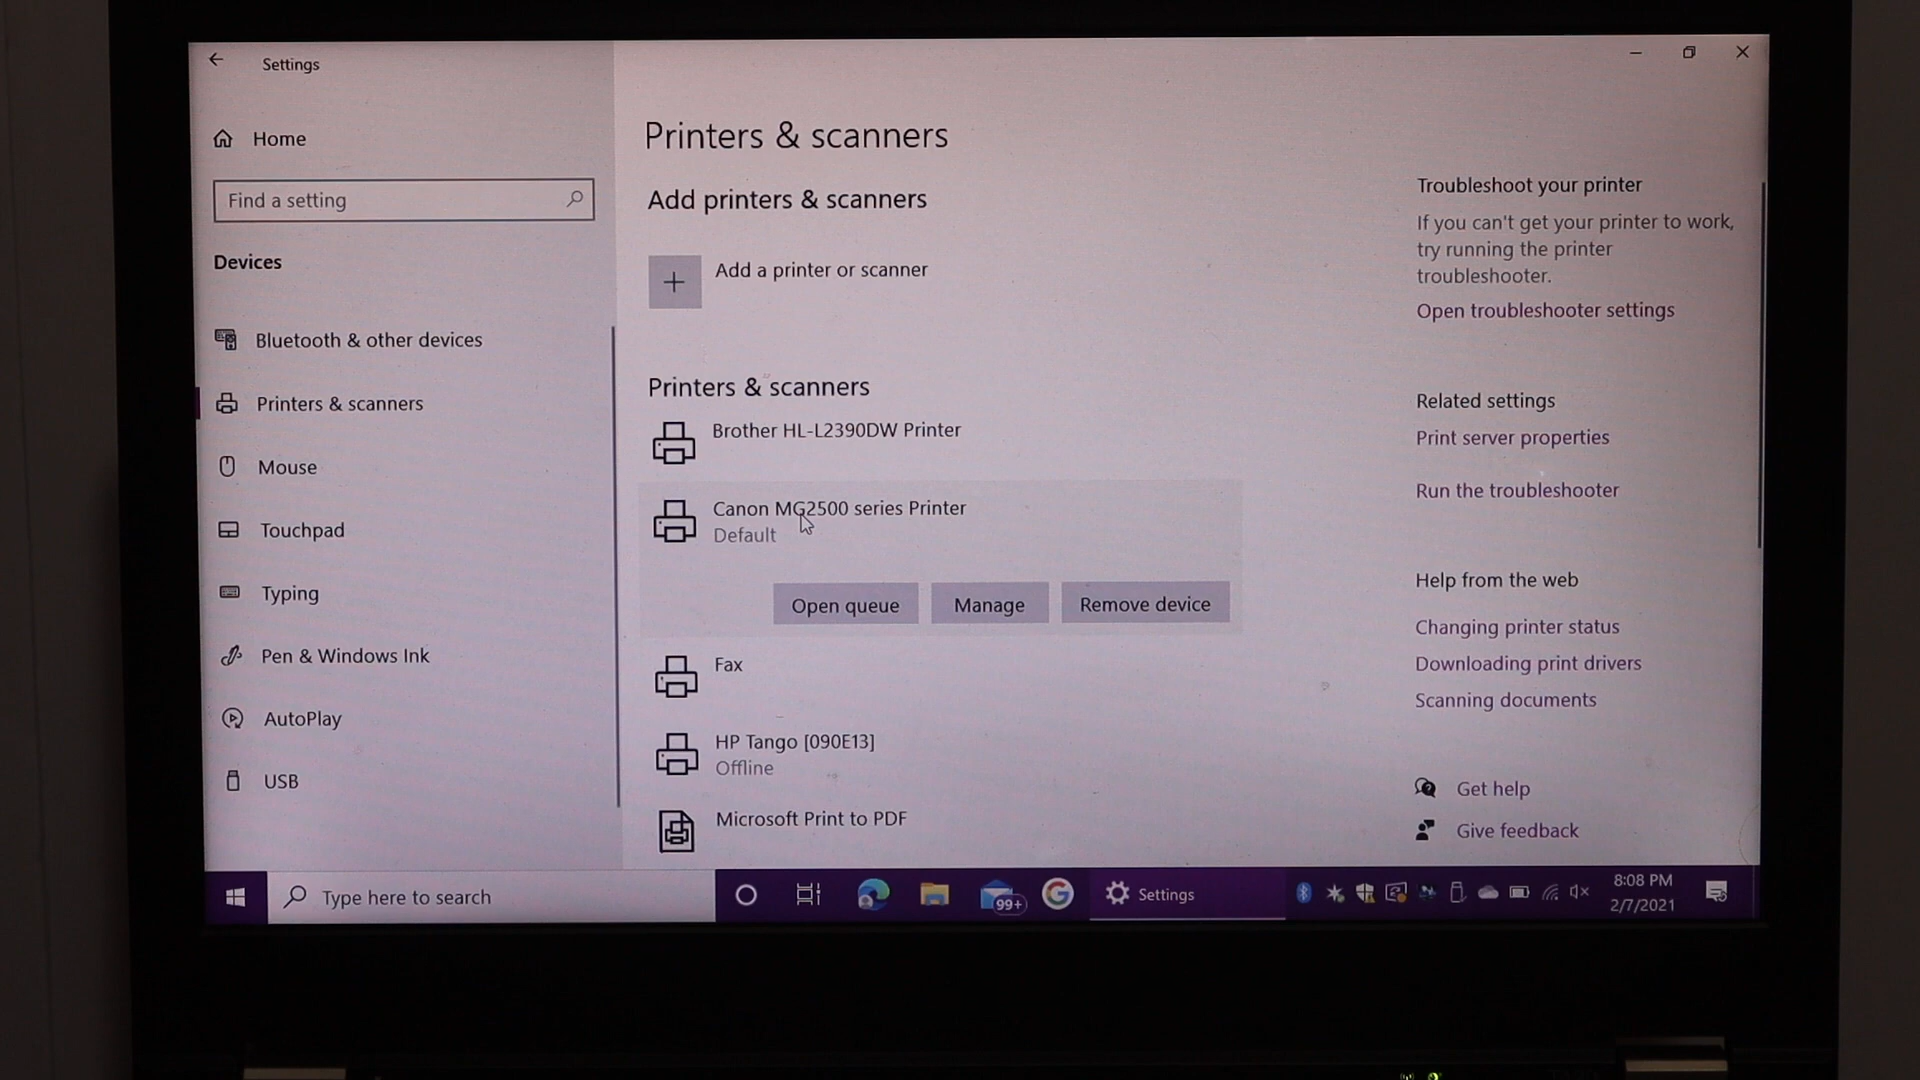 Settings
Home
Find a setting
Devices
Bluetooth & other devices
Printers & scanners
Mouse
Touchpad
Typing
Pen & Windows Ink
AutoPlay
USB
Printers & scanners
Add printers & scanners
Add a printer or scanner
Printers & scanners
Brother HL-L2390DW Printer
Canon MG2500 series Printer
Default
Open queue
Manage
Remove device
Fax
HP Tango [090E13]
Offline
Microsoft Print to PDF
Troubleshoot your printer
If you can't get your printer to work,
try running the printer
troubleshooter.
Open troubleshooter settings
Related settings
Print server properties
Run the troubleshooter
Help from the web
Changing printer status
Downloading print drivers
Scanning documents
Get help
Give feedback
Type here to search
99+
G
Settings
8:08 PM
2/7/2021